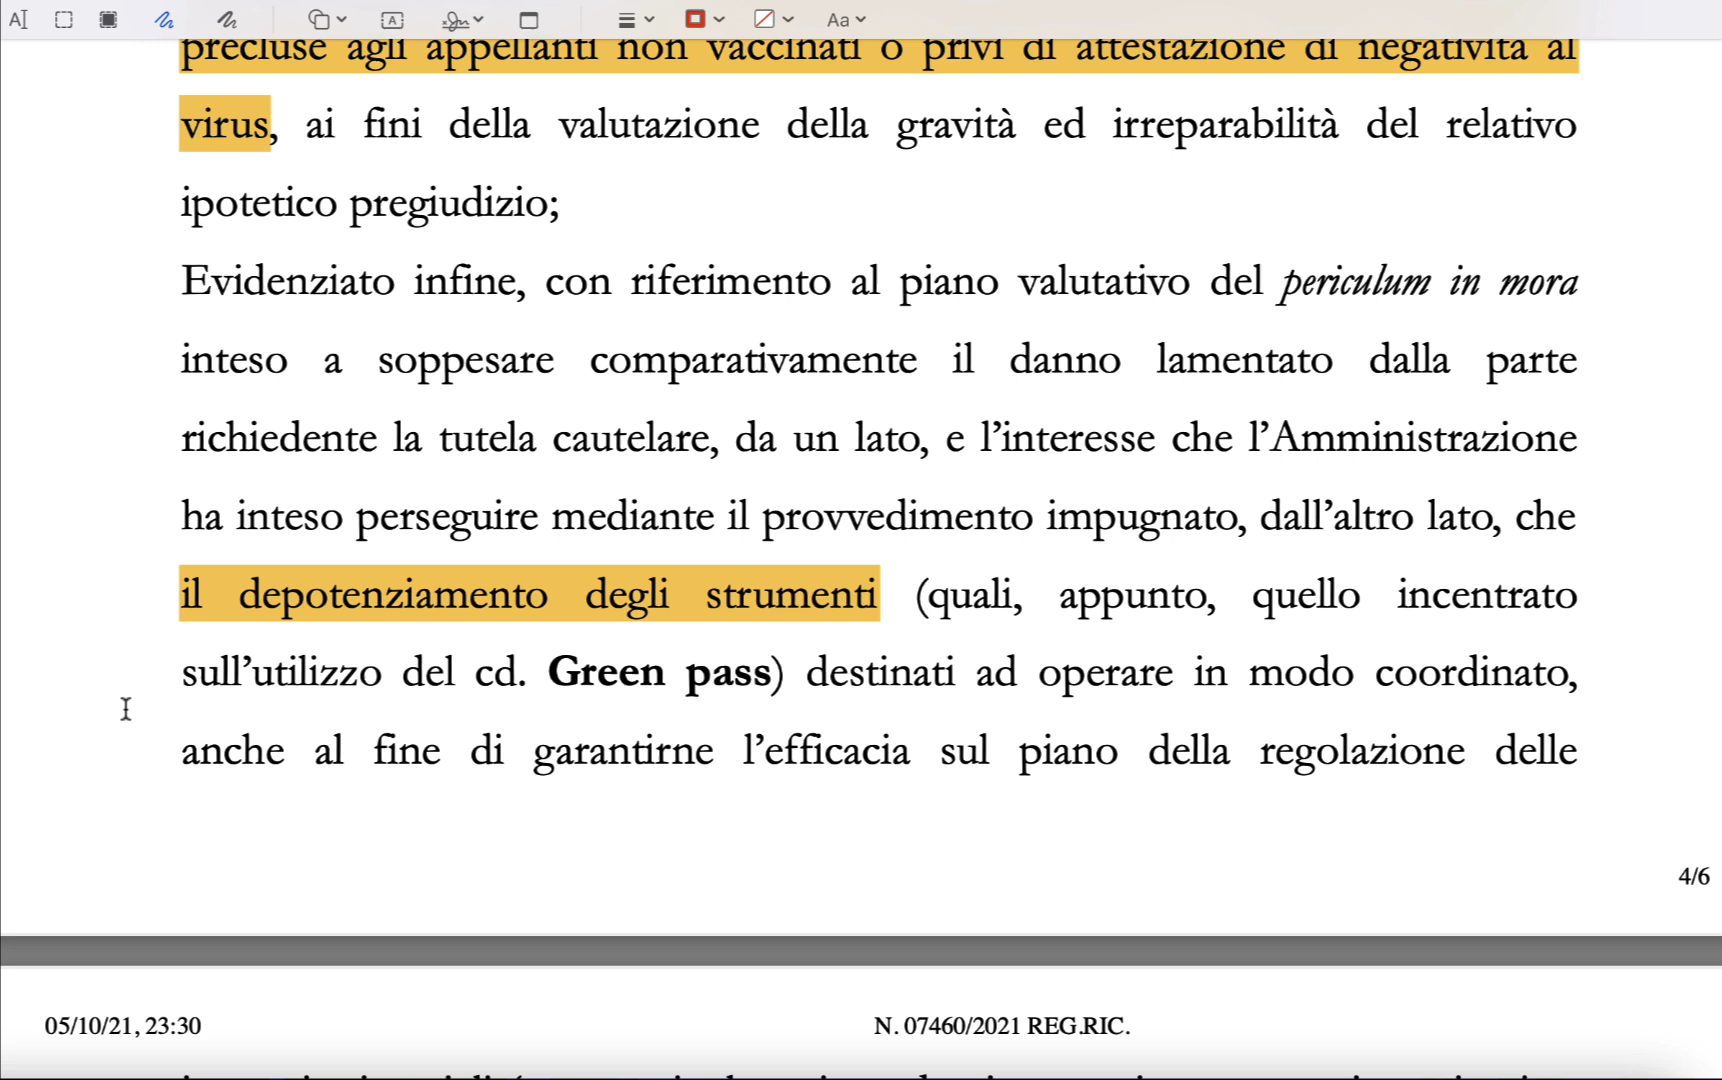 precluse agli appellanti non vaccinati o privi di attestazione di negatività al
virus, ai fini della valutazione della gravità ed irreparabilità del relativo
ipotetico pregiudizio;
Evidenziato infine, con riferimento al piano valutativo del periculum in mora
inteso a soppesare comparativamente il danno lamentato dalla parte
richiedente la tutela cautelare, da un lato, e l’interesse che l’Amministrazione
ha inteso perseguire mediante il provvedimento impugnato, dall’altro lato, che
il depotenziamento degli strumenti (quali, appunto, quello incentrato
sull’utilizzo del cd. Green pass) destinati ad operare in modo coordinato,
anche al fine di garantirne l’efficacia sul piano della regolazione delle
4/6
05/10/21, 23:30
N. 07460/2021 REG.RIC.